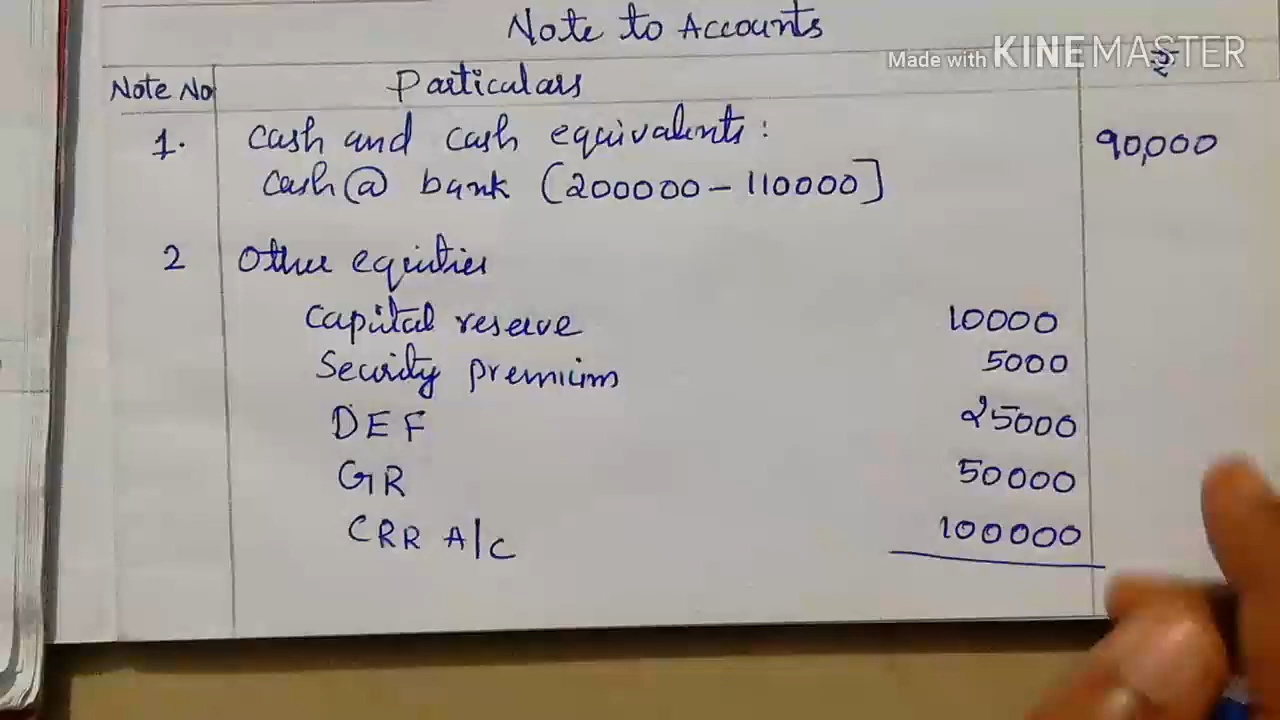 Note to Accounts
Made with KINEMASTER
Note No Particulars ₹
1. Cash and cash equivalents: 90,000
Cash @ bank (200000 - 110000]
2 Other equities
Capital reserve 10000
Security premium 5000
DEF 25000
GR 50000
CRR A/C 100000